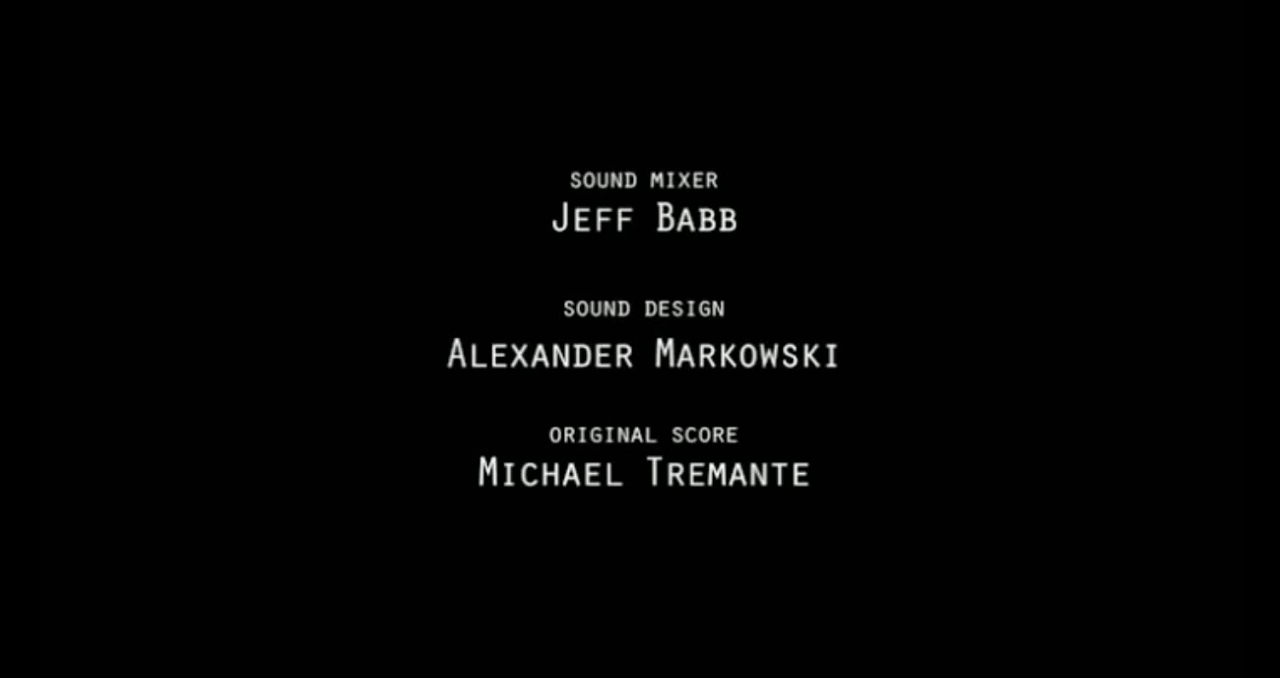 SOUND MIXER
JEFF BABB
SOUND DESIGN
ALEXANDER MARKOWSKI
ORIGINAL SCORE
MICHAEL TREMANTE